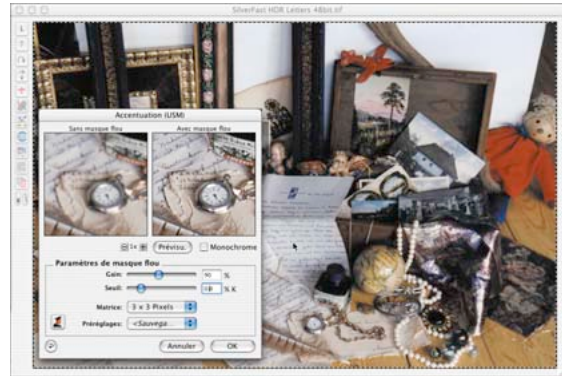 SilverFast HDR Letters 48bit.tif
Accentuation (USM)
Sans masque flou Avec masque flou
1x Prévisu. Monochrome
Paramètres de masque flou
Gain: 90 %
Seuil: % K
Matrice: 3 x 3 Pixels
Préréglages: <Sauvega...
Annuler OK